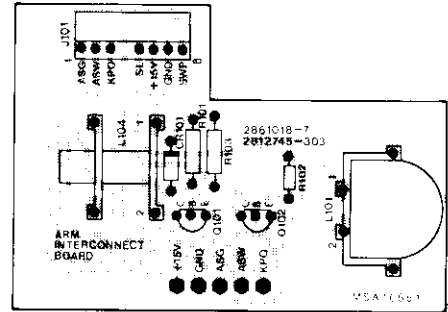 J101
1
8
ASG
ASW
KPO
SL
+15V
GND
SWP
L104
1
2
CR101
R101
R103
2861018-7
2812745-303
R102
L101
1
2
C
B
E
Q101
C
B
E
Q102
ARM
INTERCONNECT
BOARD
+15V
GND
ASG
ASW
KPO